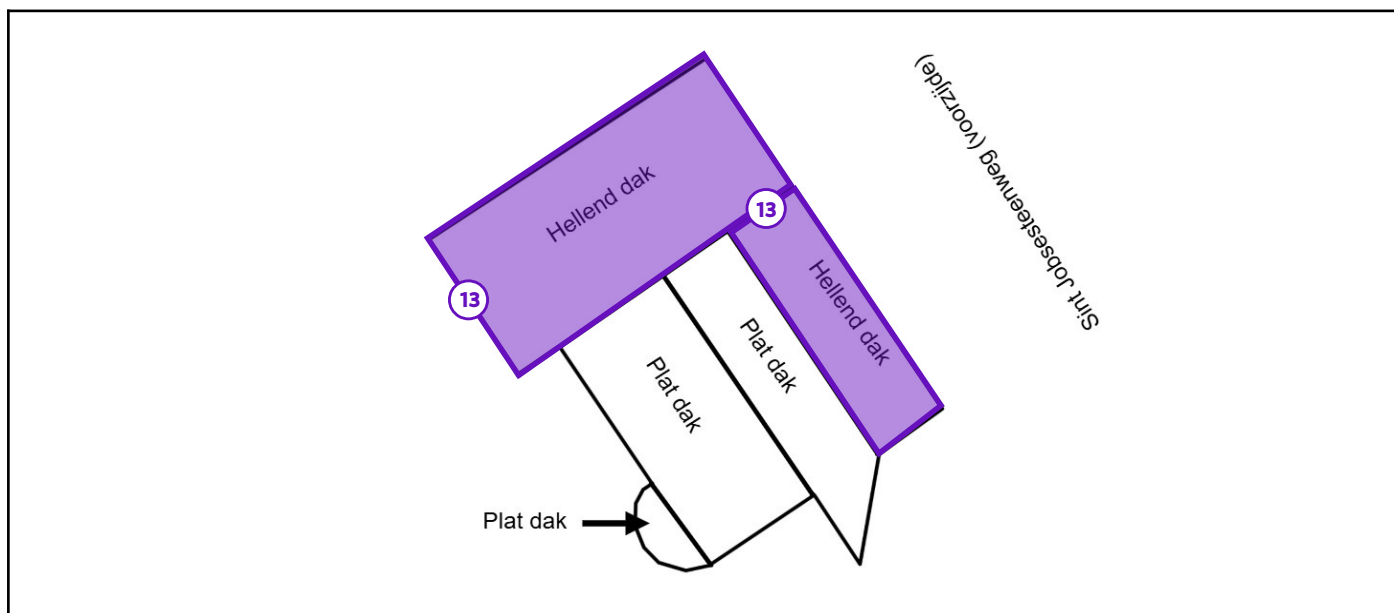 Sint Jobsesteenweg (voorzijde)
Hellend dak
13
13
Hellend dak
Plat dak
Plat dak
Plat dak